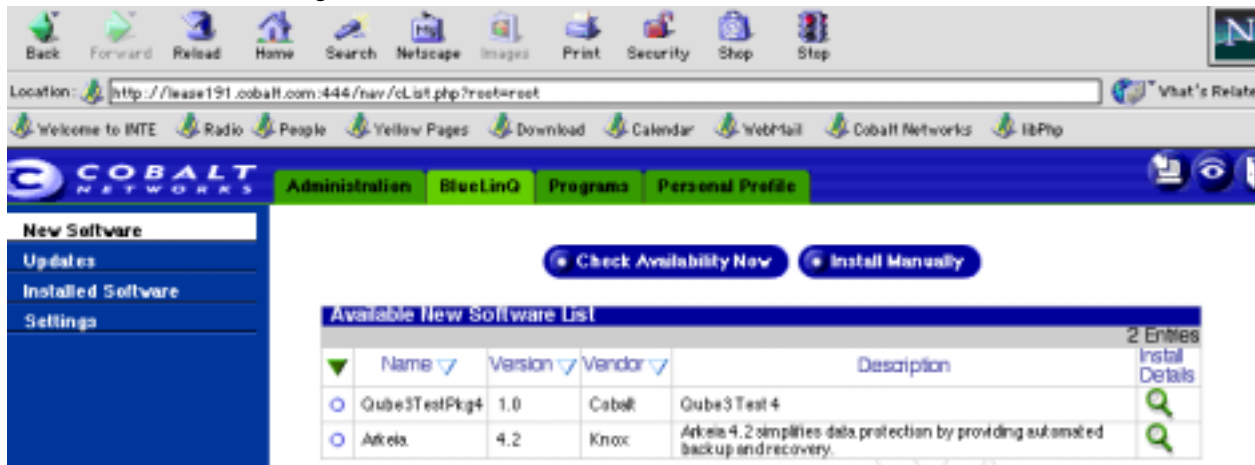 Back Forward Reload Home Search Netscape Images Print Security Shop Stop
N
Location: http://lease191.cobalt.com:444/nav/cList.php?root=root What's Relate
Welcome to INTE Radio People Yellow Pages Download Calendar WebMail Cobalt Networks libPhp
COBALT
NETWORKS
Administration BlueLinQ Programs Personal Profile
New Software
Updates
Installed Software
Settings
Check Availability Now Install Manually
Available New Software List
2 Entries
Name Version Vendor Description Install Details
Qube3TestPkg4 1.0 Cobalt Qube3 Test 4
Arkeia. 4.2 Knox Arkeia 4.2 simplifies data protection by providing automated
backup and recovery.